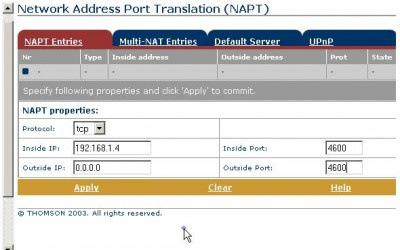 Network Address Port Translation (NAPT)
NAPT Entries Multi-NAT Entries Default Server UPnP
Nr Type Inside address Outside address Prot State
- - - - - -
Specify following properties and click 'Apply' to commit.
NAPT properties:
Protocol: tcp
Inside IP: 192.168.1.4 Inside Port: 4600
Outside IP: 0.0.0.0 Outside Port: 4600
Apply Clear Help
© THOMSON 2003. All rights reserved.